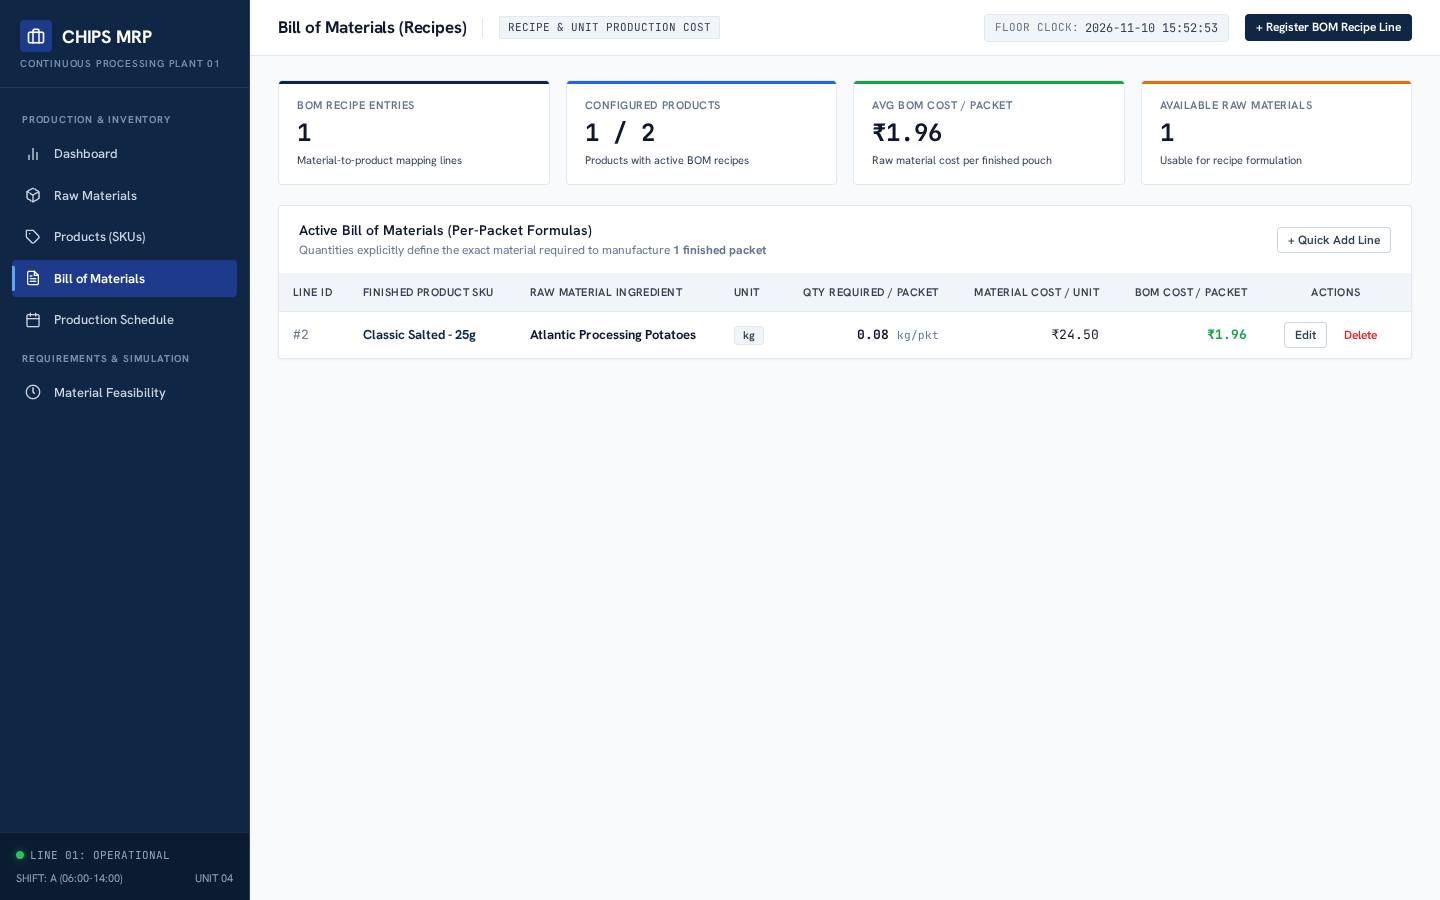 CHIPS MRP
CONTINUOUS PROCESSING PLANT 01
PRODUCTION & INVENTORY
Dashboard
Raw Materials
Products (SKUs)
Bill of Materials
Production Schedule
REQUIREMENTS & SIMULATION
Material Feasibility
LINE 01: OPERATIONAL
SHIFT: A (06:00-14:00) UNIT 04
Bill of Materials (Recipes) RECIPE & UNIT PRODUCTION COST FLOOR CLOCK: 2026-11-10 15:52:53 + Register BOM Recipe Line
BOM RECIPE ENTRIES
1
Material-to-product mapping lines
CONFIGURED PRODUCTS
1 / 2
Products with active BOM recipes
AVG BOM COST / PACKET
₹1.96
Raw material cost per finished pouch
AVAILABLE RAW MATERIALS
1
Usable for recipe formulation
Active Bill of Materials (Per-Packet Formulas)
Quantities explicitly define the exact material required to manufacture 1 finished packet
+ Quick Add Line
LINE ID FINISHED PRODUCT SKU RAW MATERIAL INGREDIENT UNIT QTY REQUIRED / PACKET MATERIAL COST / UNIT BOM COST / PACKET ACTIONS
#2 Classic Salted - 25g Atlantic Processing Potatoes kg 0.08 kg/pkt ₹24.50 ₹1.96 Edit Delete